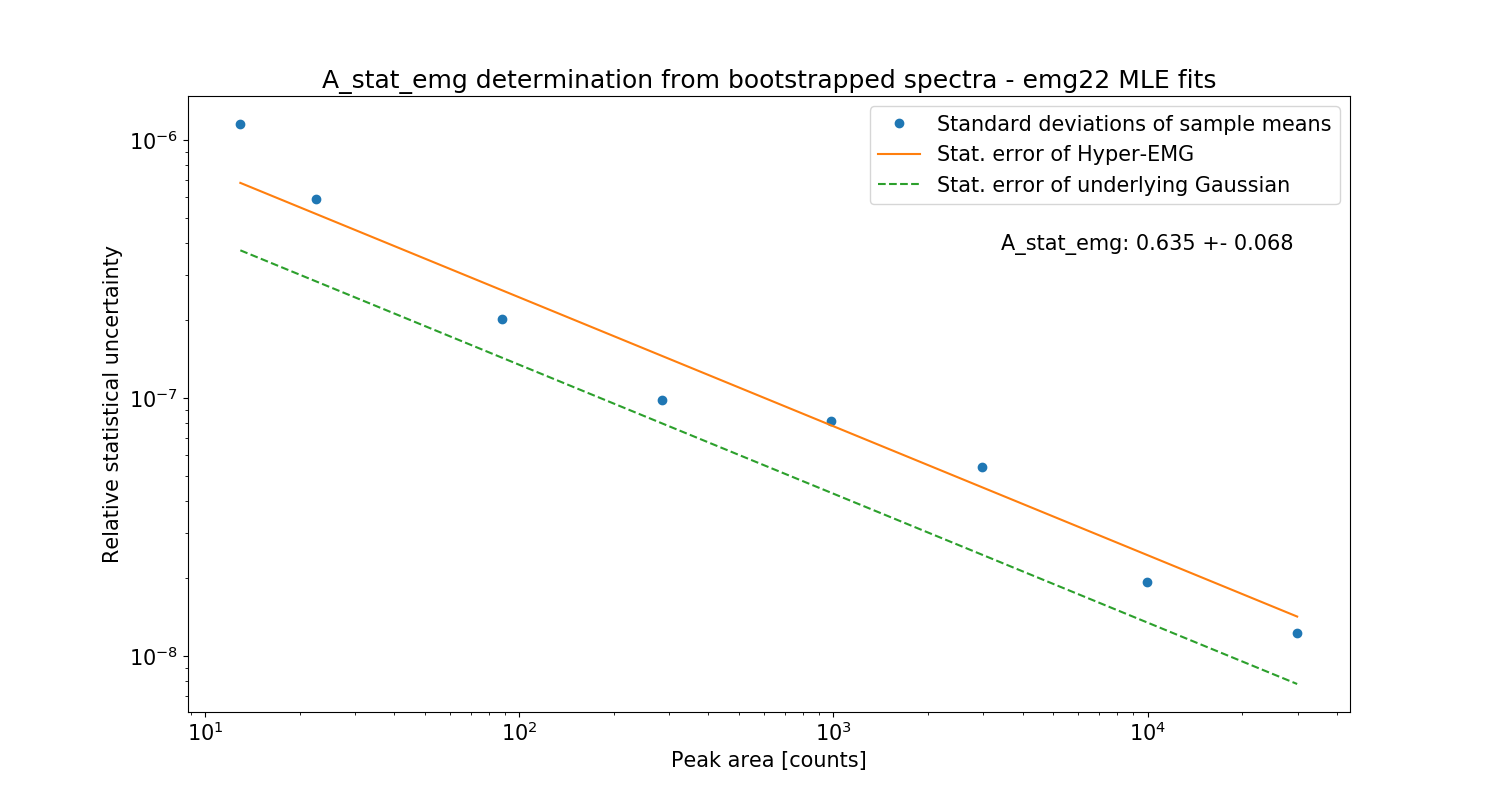 A_stat_emg determination from bootstrapped spectra - emg22 MLE fits
Standard deviations of sample means
Stat. error of Hyper-EMG
Stat. error of underlying Gaussian
A_stat_emg: 0.635 +- 0.068
Relative statistical uncertainty
10⁻⁶
10⁻⁷
10⁻⁸
10¹ 10² 10³ 10⁴
Peak area [counts]